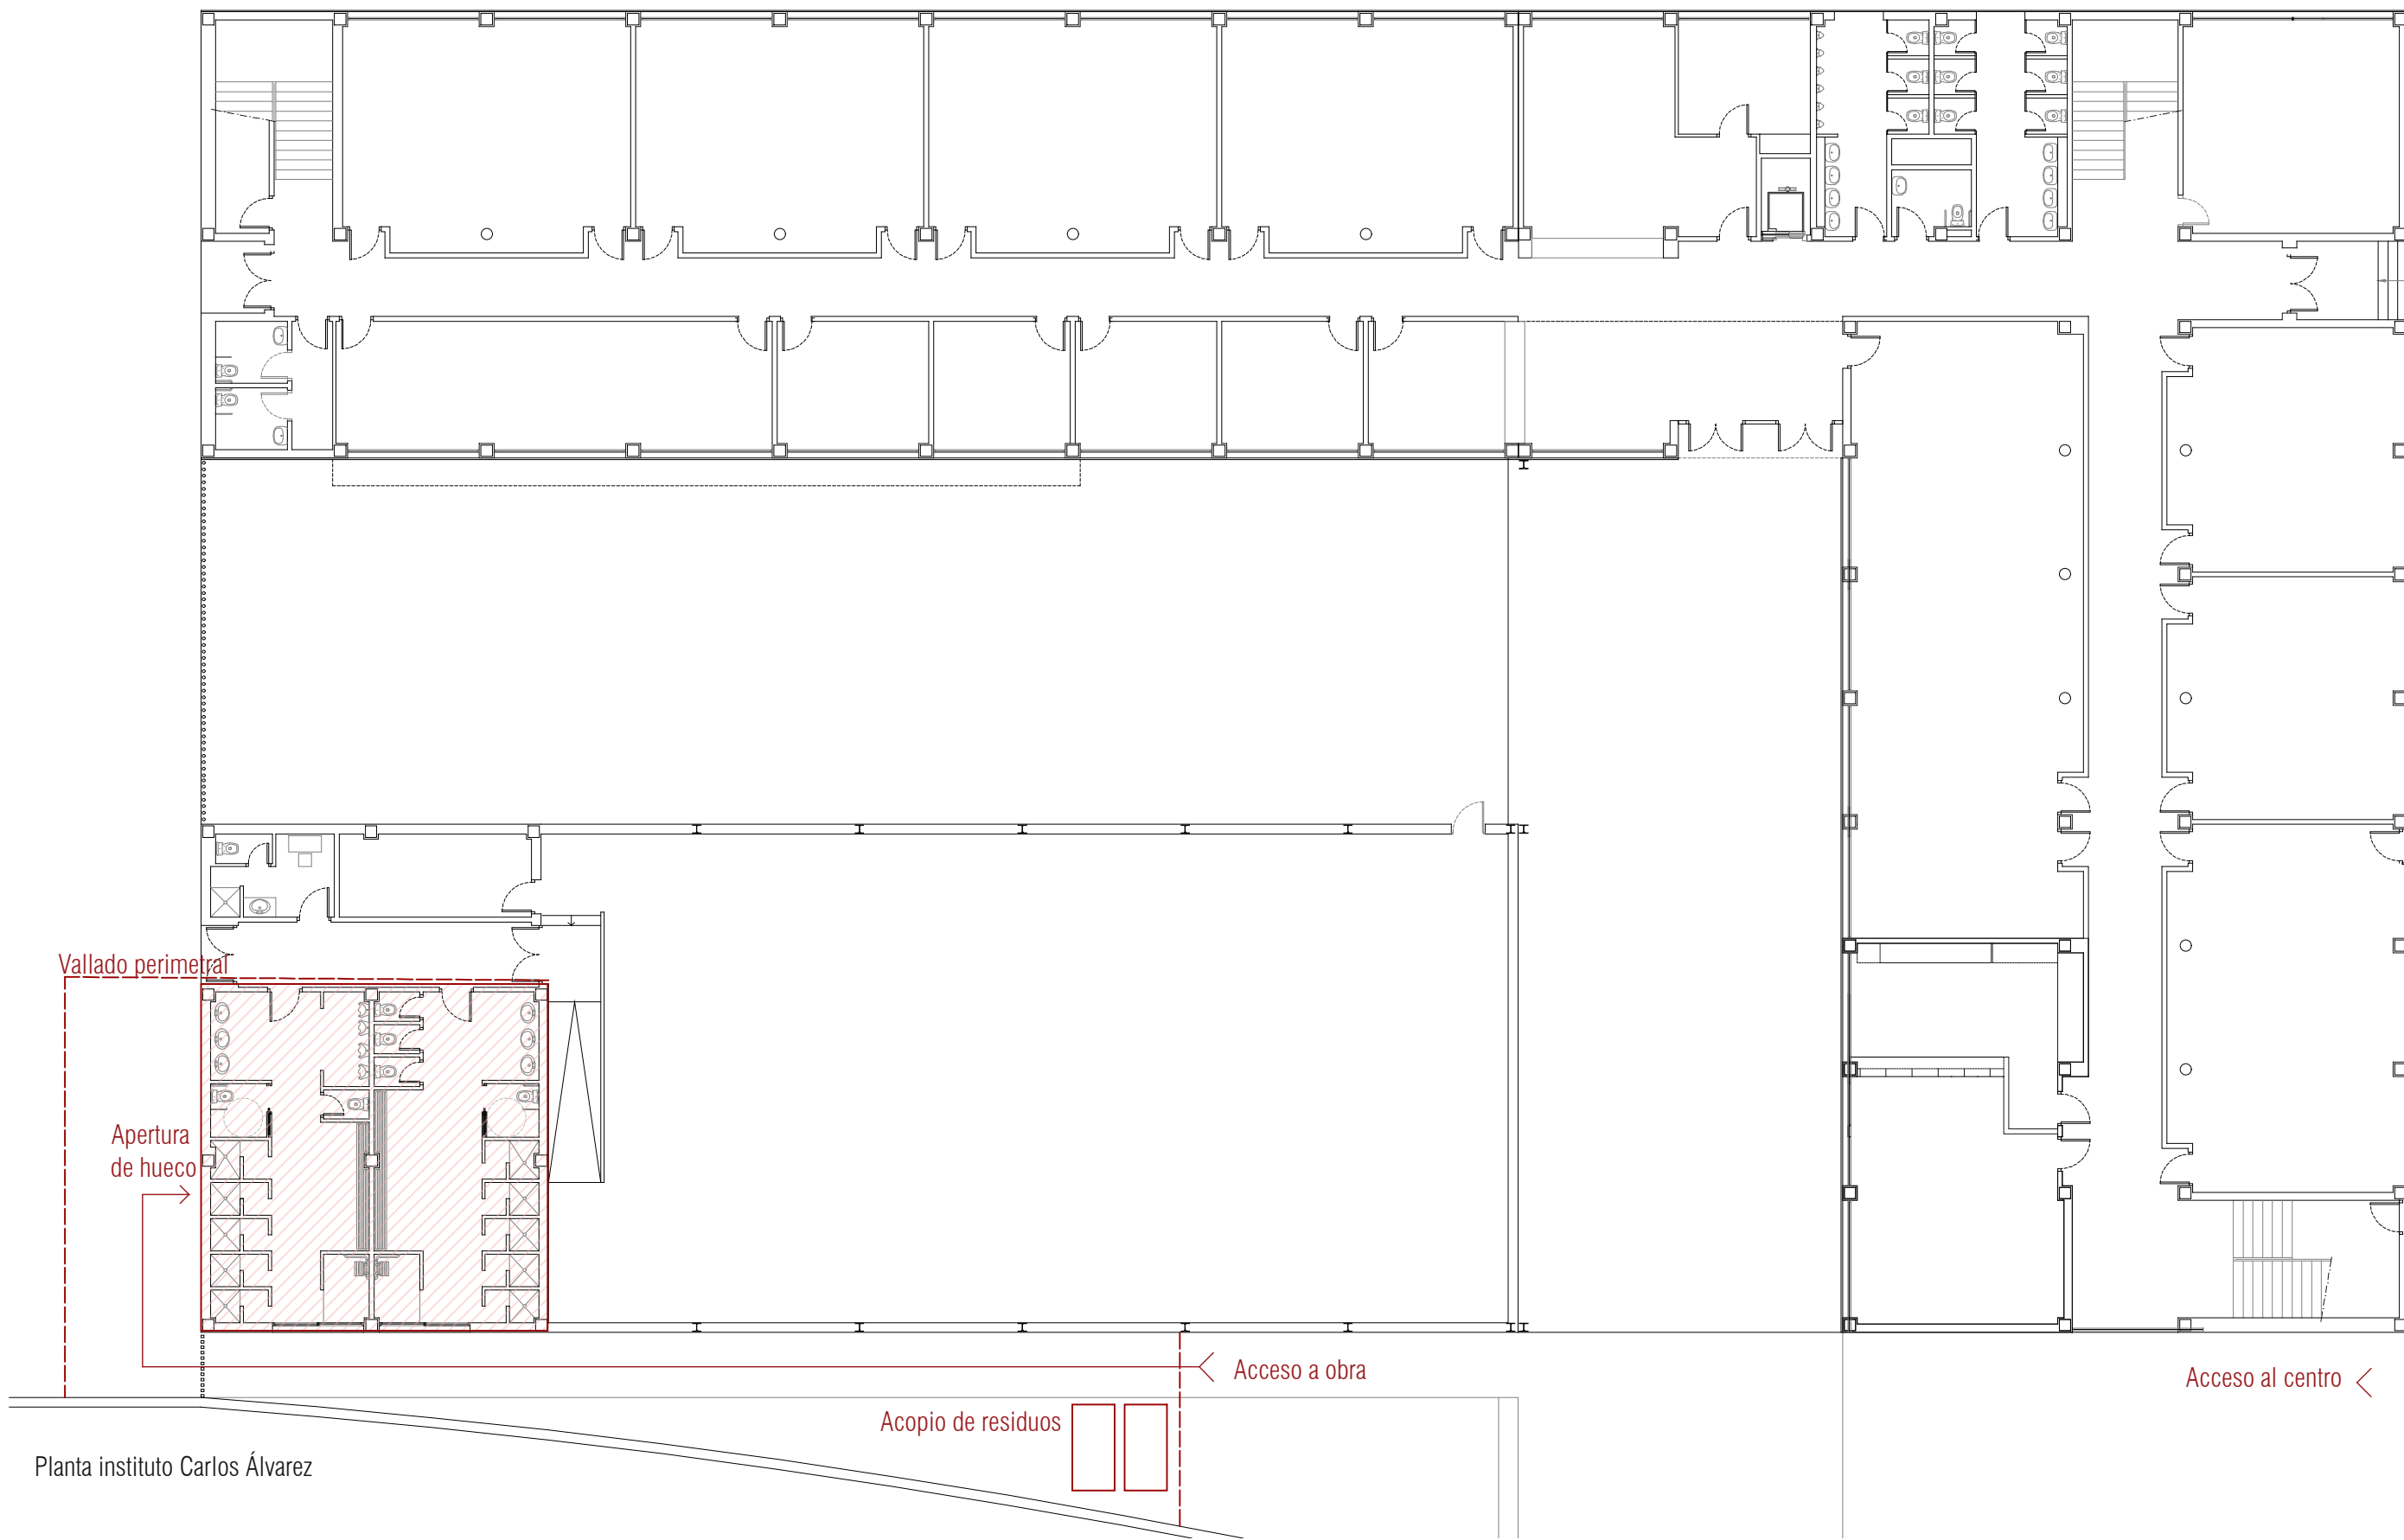 Vallado perimetral
Apertura
de hueco
Acceso a obra
Acceso al centro
Acopio de residuos
Planta instituto Carlos Álvarez